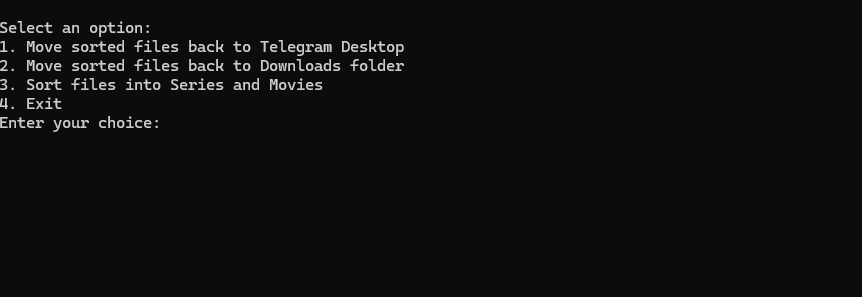 Select an option:
1. Move sorted files back to Telegram Desktop
2. Move sorted files back to Downloads folder
3. Sort files into Series and Movies
4. Exit
Enter your choice: